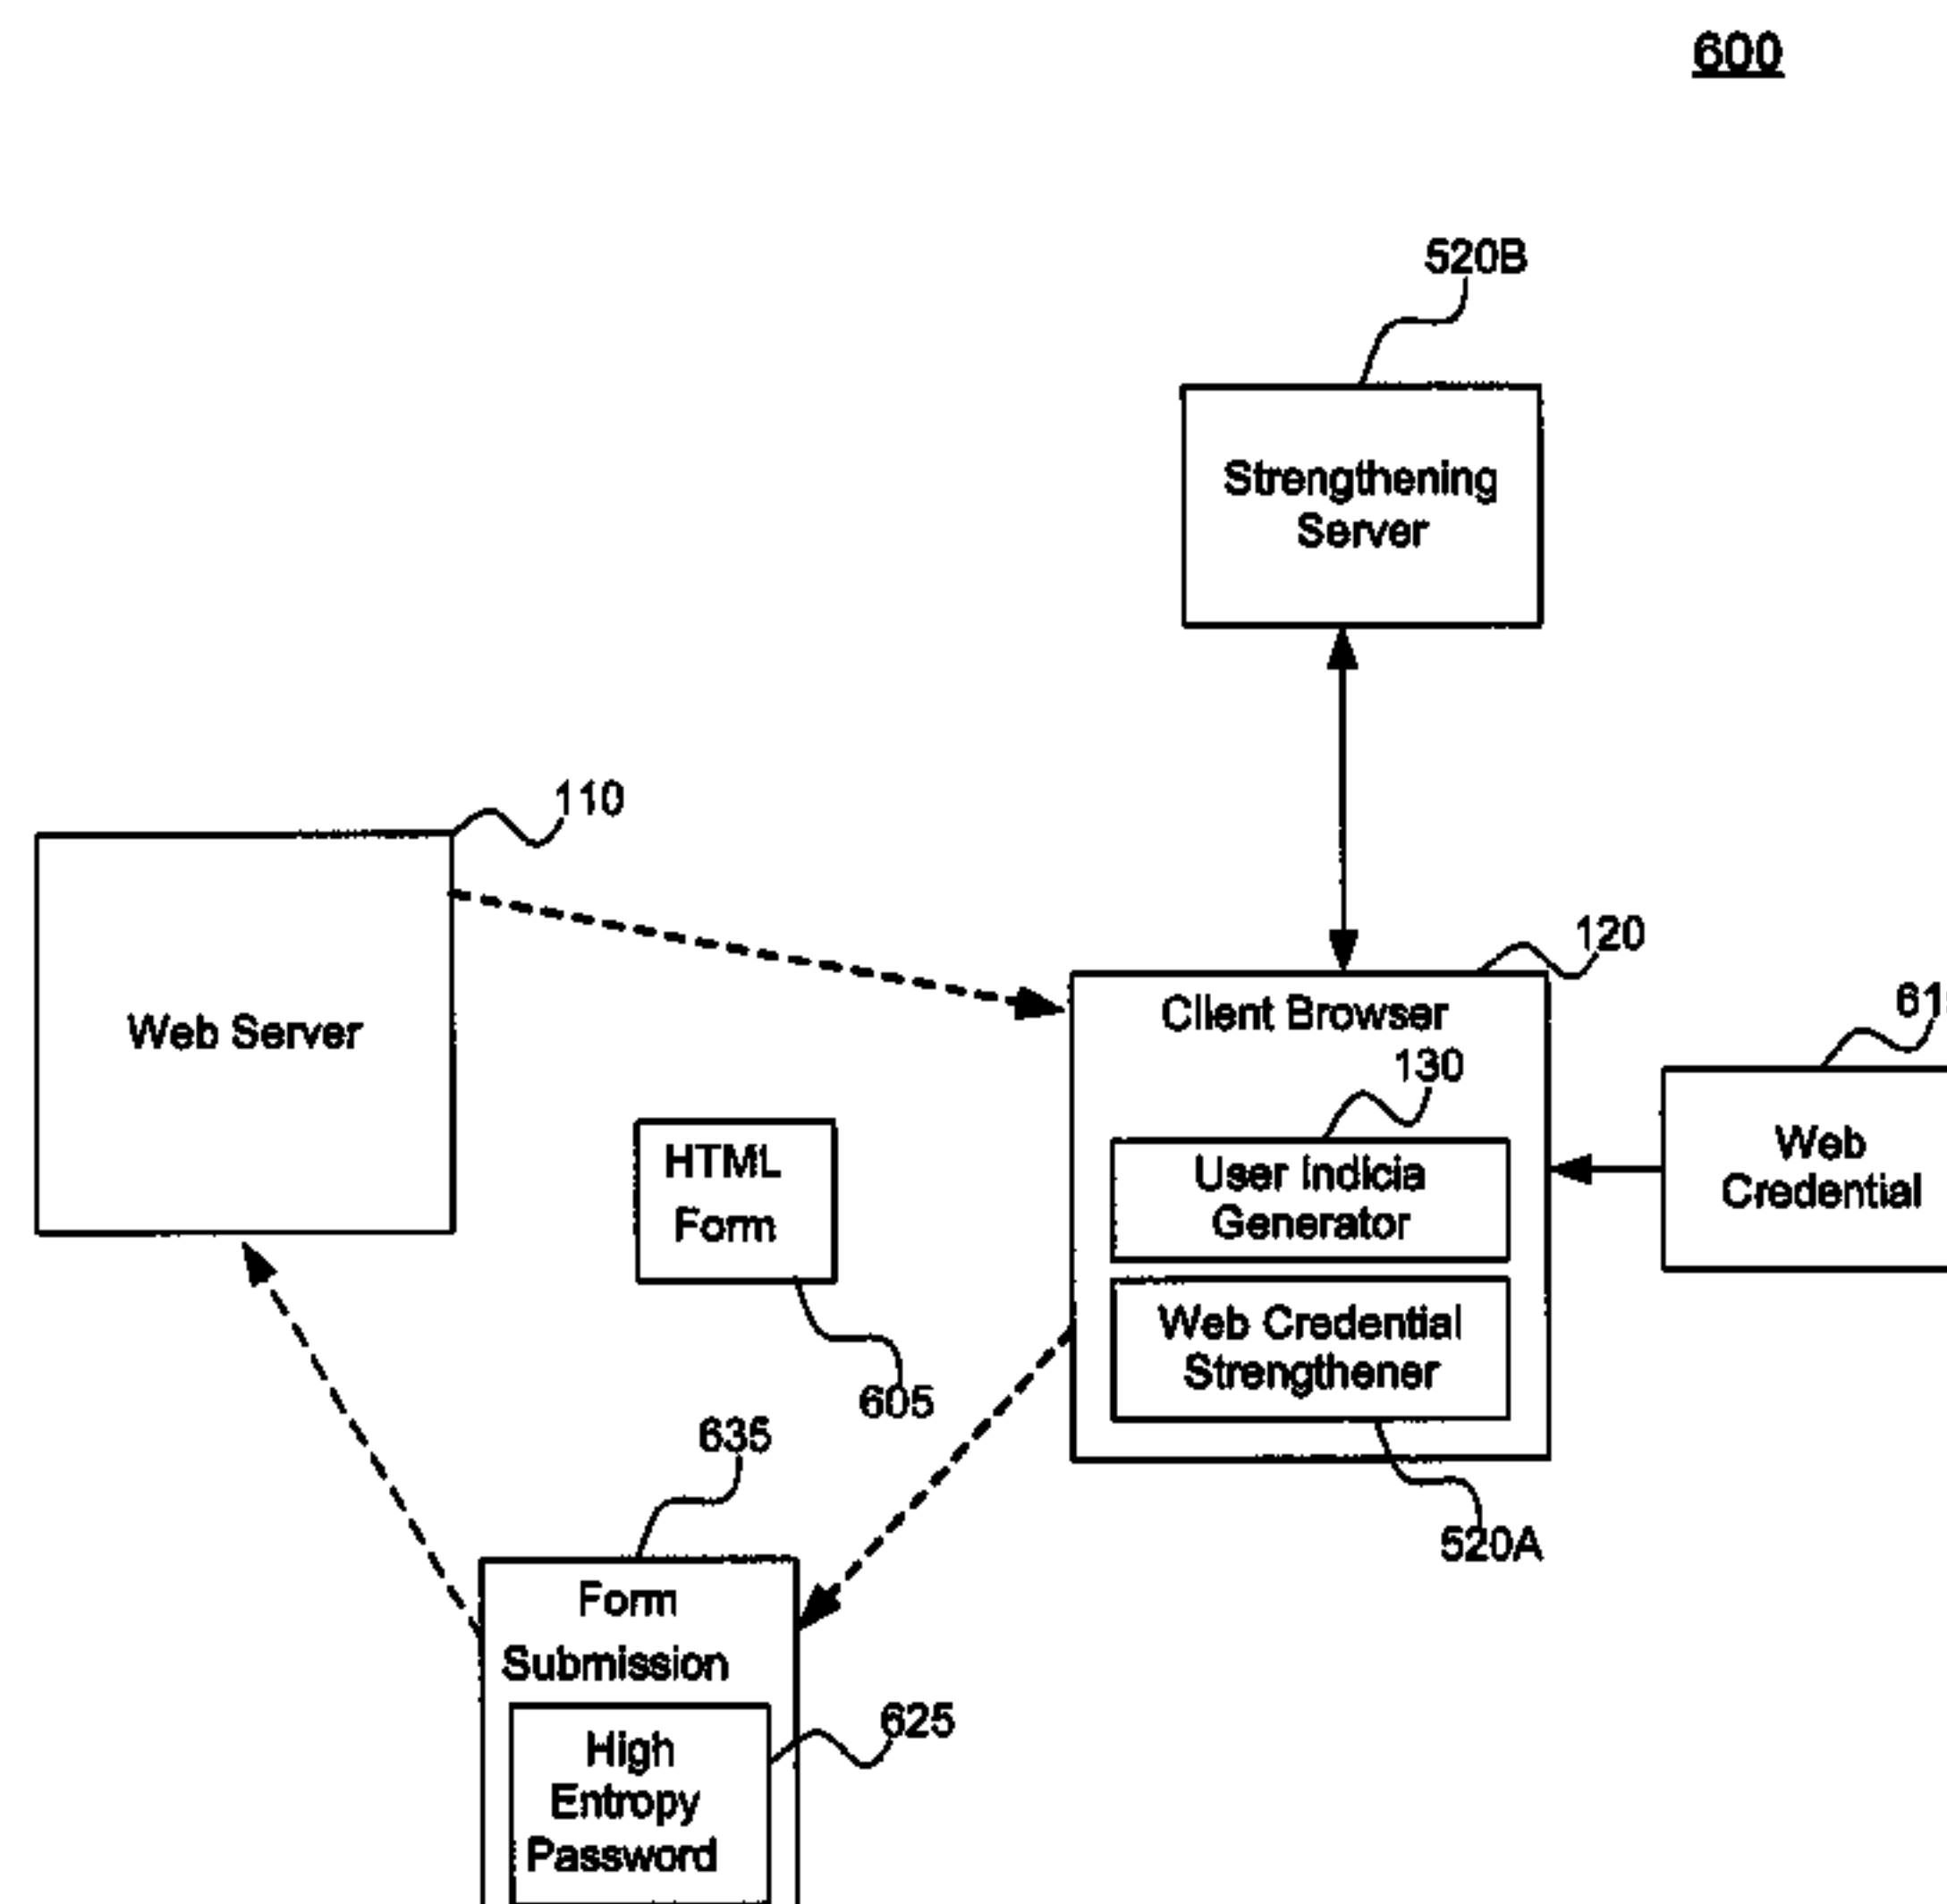 600
520B
Strengthening
Server
110
Web Server
120
Client Browser
130
User Indicia
Generator
Web Credential
Strengthener
520A
Web
Credential
HTML
Form
605
635
Form
Submission
625
High
Entropy
Password